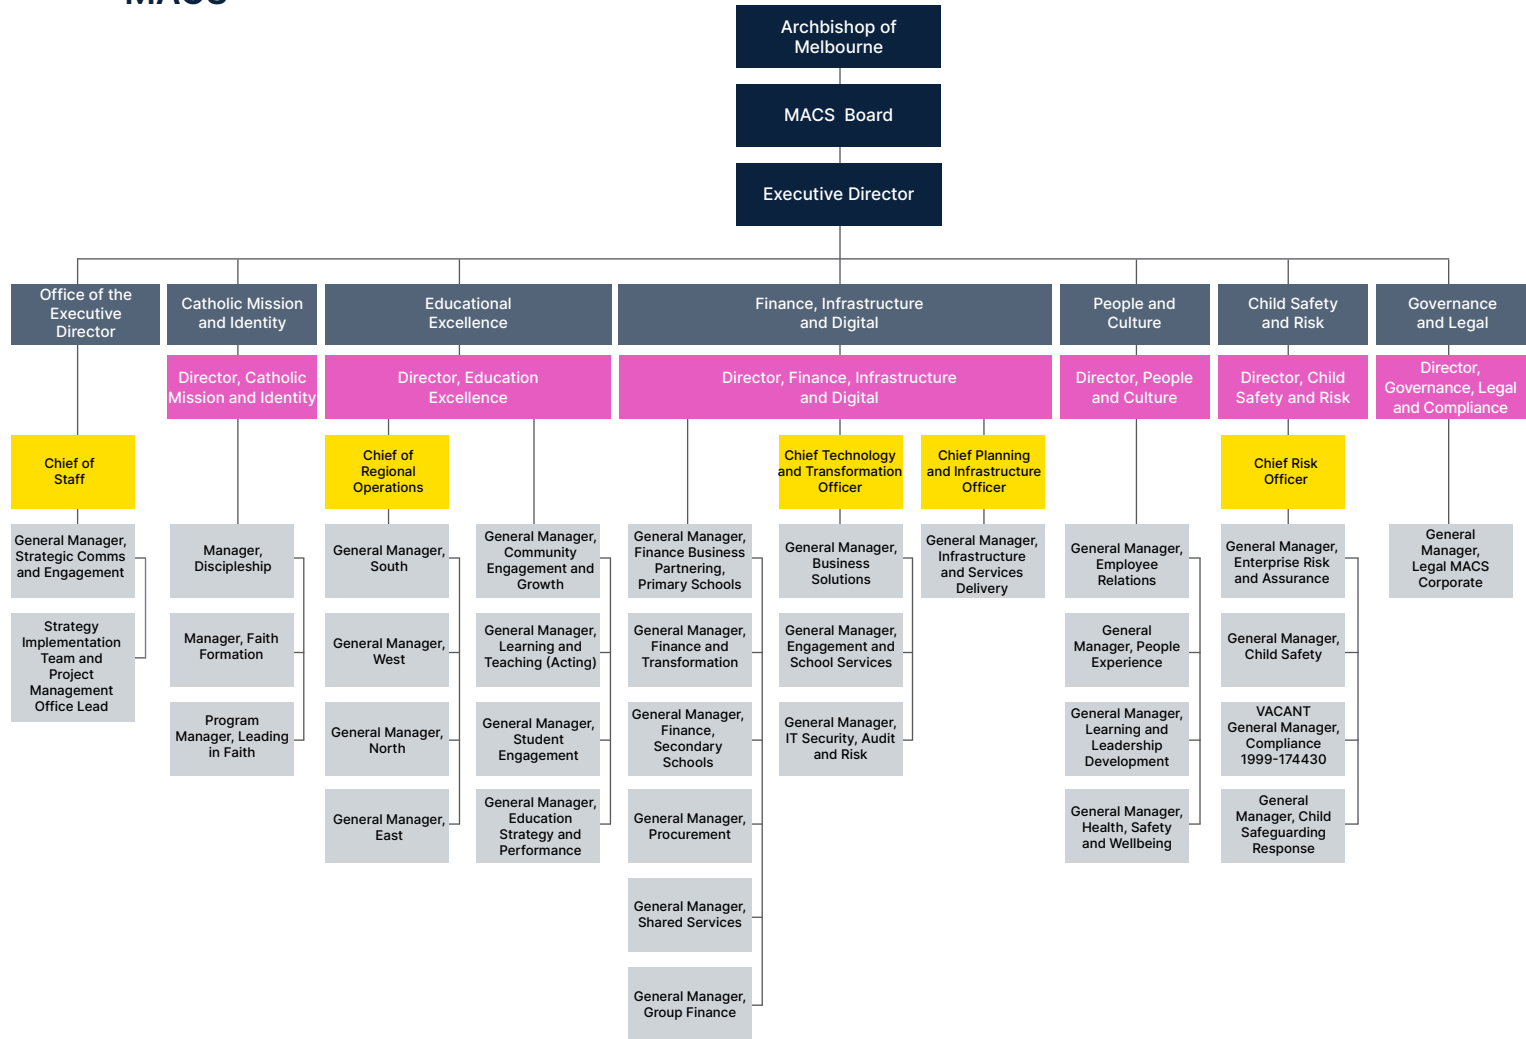 MACS
Archbishop of
Melbourne
MACS Board
Executive Director
Office of the
Executive
Director
Catholic Mission
and Identity
Educational
Excellence
Finance, Infrastructure
and Digital
People and
Culture
Child Safety
and Risk
Governance
and Legal
Director, Catholic
Mission and Identity
Director, Education
Excellence
Director, Finance, Infrastructure
and Digital
Director, People
and Culture
Director, Child
Safety and Risk
Director,
Governance, Legal
and Compliance
Chief of
Staff
Chief of
Regional
Operations
Chief Technology
and Transformation
Officer
Chief Planning
and Infrastructure
Officer
Chief Risk
Officer
General Manager,
Strategic Comms
and Engagement
Manager,
Discipleship
General Manager,
South
General Manager,
Community
Engagement and
Growth
General Manager,
Finance Business
Partnering,
Primary Schools
General Manager,
Business
Solutions
General Manager,
Infrastructure
and Services
Delivery
General Manager,
Employee
Relations
General Manager,
Enterprise Risk
and Assurance
General
Manager,
Legal MACS
Corporate
Strategy
Implementation
Team and
Project
Management
Office Lead
Manager, Faith
Formation
General Manager,
West
General Manager,
Learning and
Teaching (Acting)
General Manager,
Finance and
Transformation
General Manager,
Engagement and
School Services
General
Manager, People
Experience
General Manager,
Child Safety
Program
Manager, Leading
in Faith
General Manager,
North
General Manager,
Student
Engagement
General Manager,
Finance,
Secondary
Schools
General Manager,
IT Security, Audit
and Risk
General Manager,
Learning and
Leadership
Development
VACANT
General Manager,
Compliance
1999-174430
General Manager,
East
General Manager,
Education
Strategy and
Performance
General Manager,
Procurement
General Manager,
Health, Safety
and Wellbeing
General
Manager, Child
Safeguarding
Response
General Manager,
Shared Services
General Manager,
Group Finance